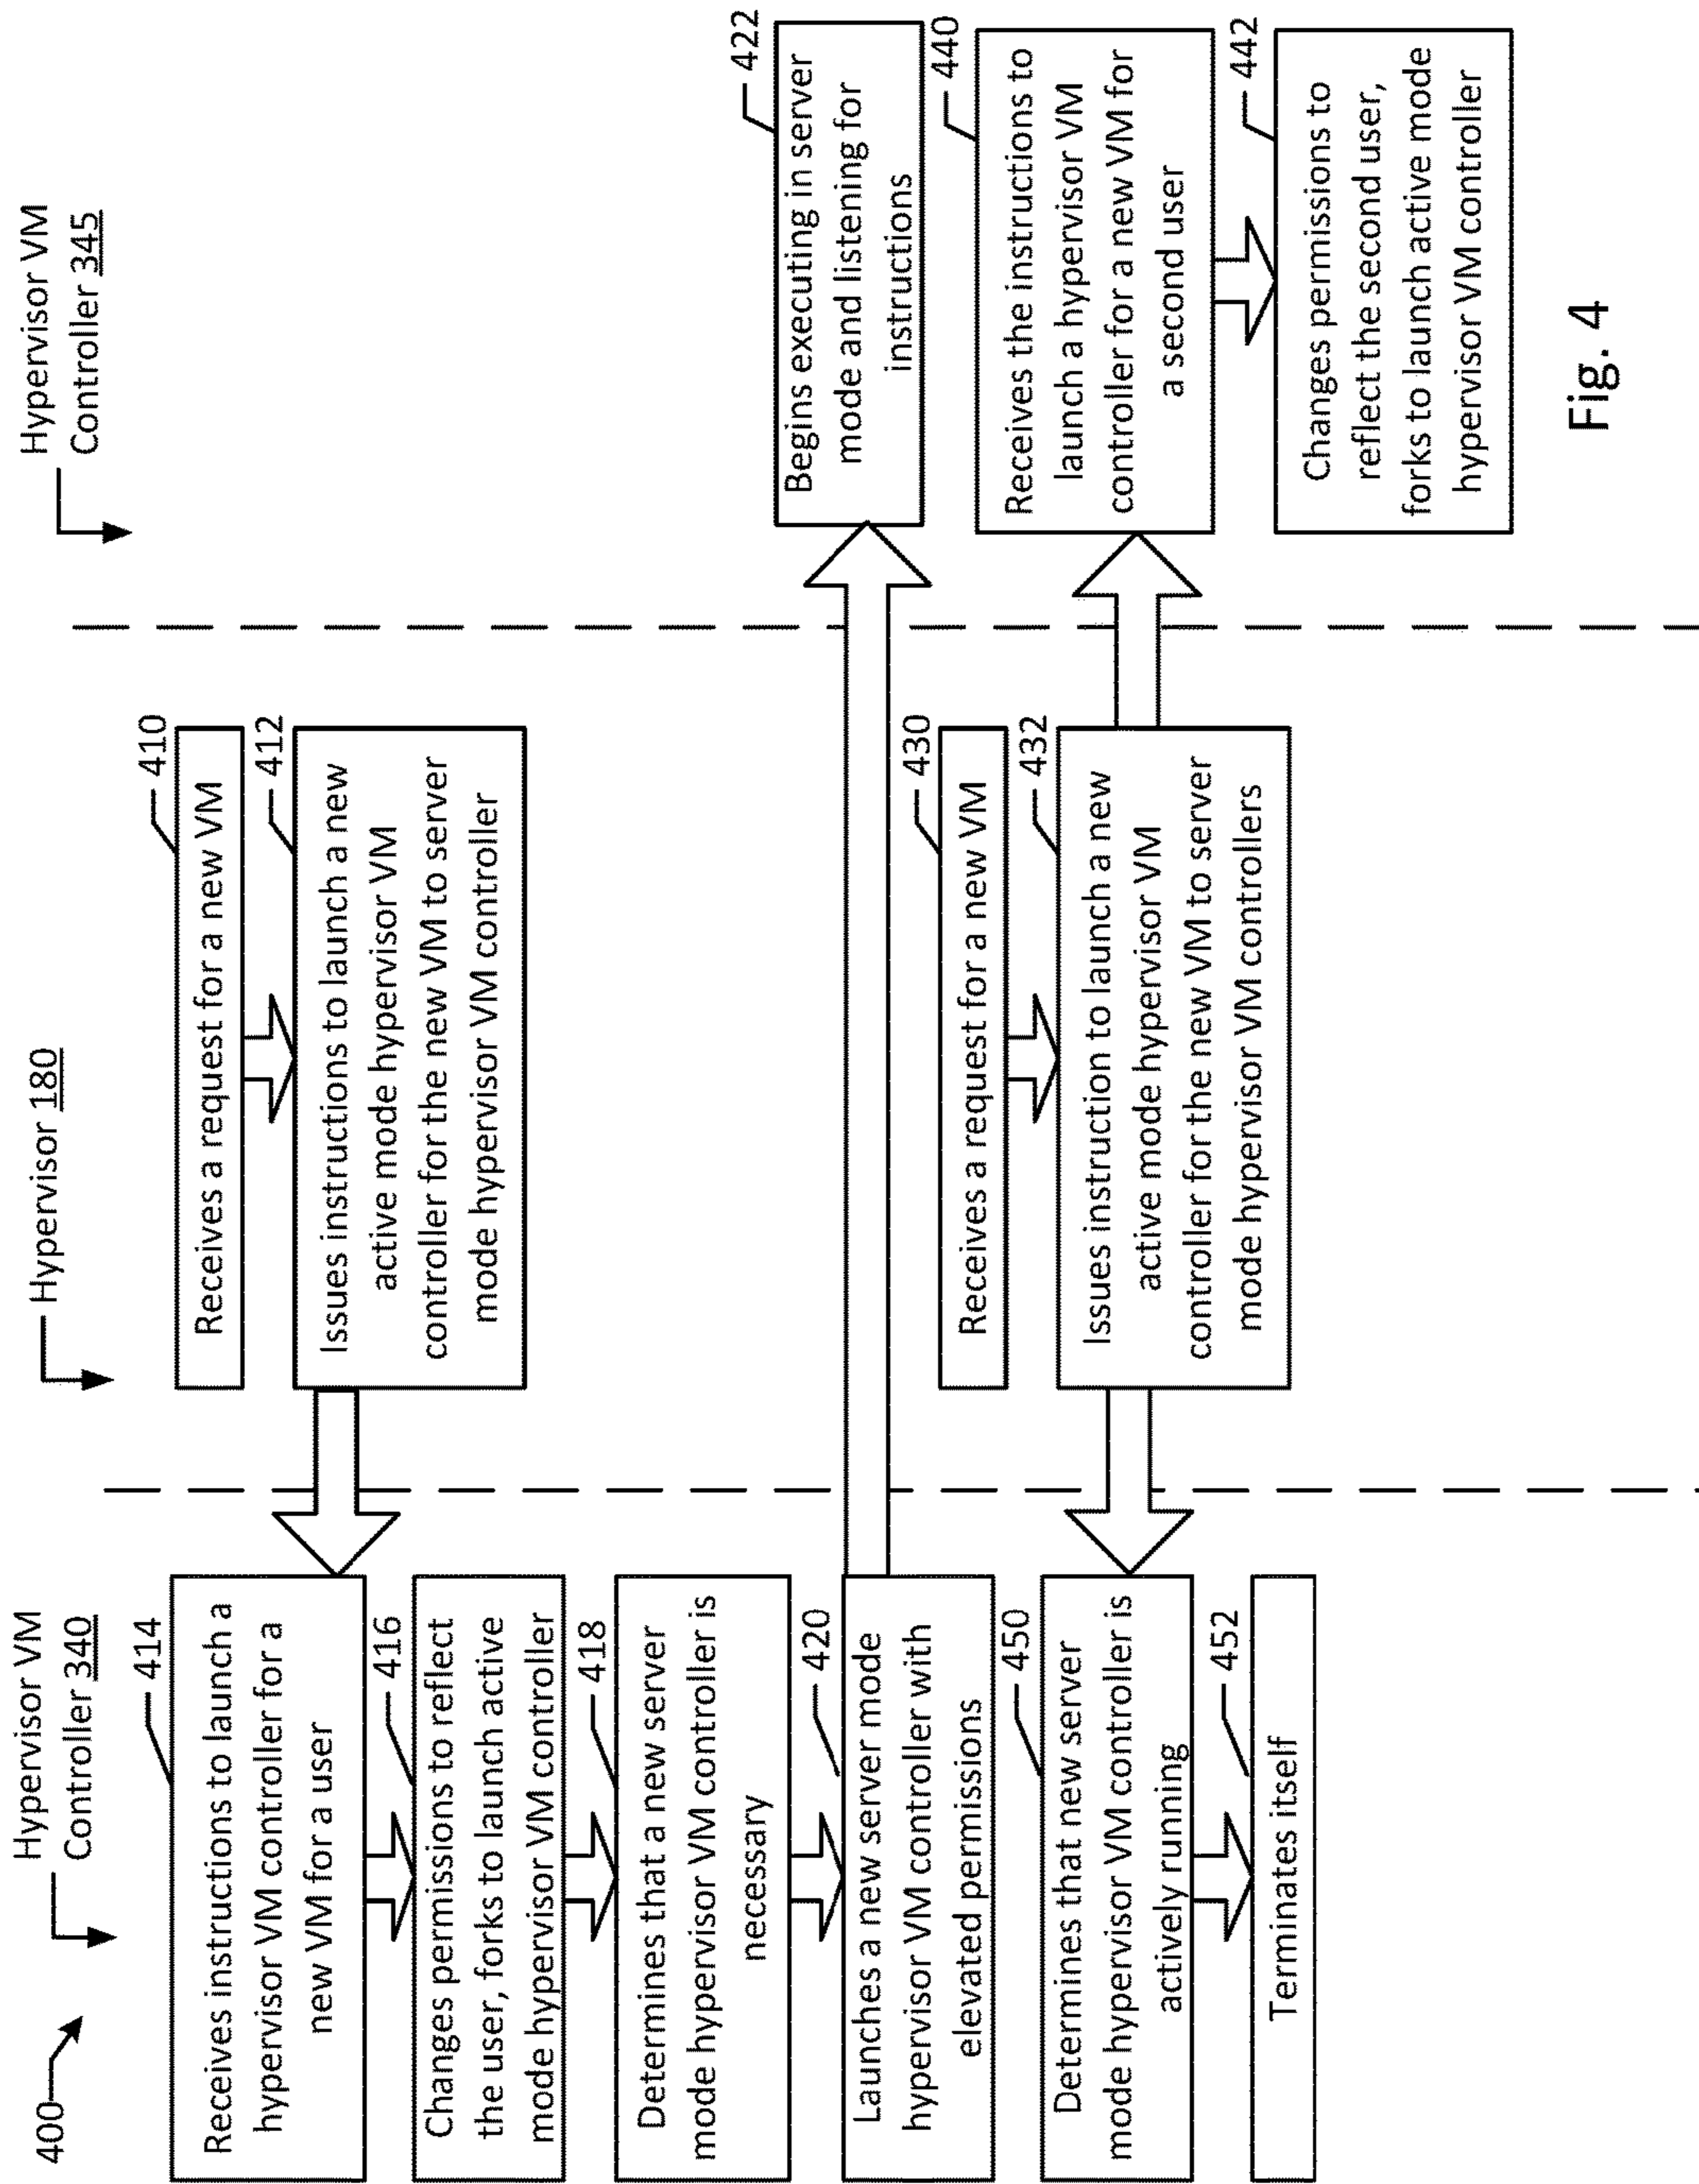 400
Hypervisor VM
Controller 340
Hypervisor 180
Hypervisor VM
Controller 345
414
Receives instructions to launch a
hypervisor VM controller for a
new VM for a user
416
Changes permissions to reflect
the user, forks to launch active
mode hypervisor VM controller
418
Determines that a new server
mode hypervisor VM controller is
necessary
420
Launches a new server mode
hypervisor VM controller with
elevated permissions
450
Determines that new server
mode hypervisor VM controller is
actively running
452
Terminates itself
410
Receives a request for a new VM
412
Issues instructions to launch a new
active mode hypervisor VM
controller for the new VM to server
mode hypervisor VM controller
430
Receives a request for a new VM
432
Issues instruction to launch a new
active mode hypervisor VM
controller for the new VM to server
mode hypervisor VM controllers
422
Begins executing in server
mode and listening for
instructions
440
Receives the instructions to
launch a hypervisor VM
controller for a new VM for
a second user
442
Changes permissions to
reflect the second user,
forks to launch active mode
hypervisor VM controller
Fig. 4